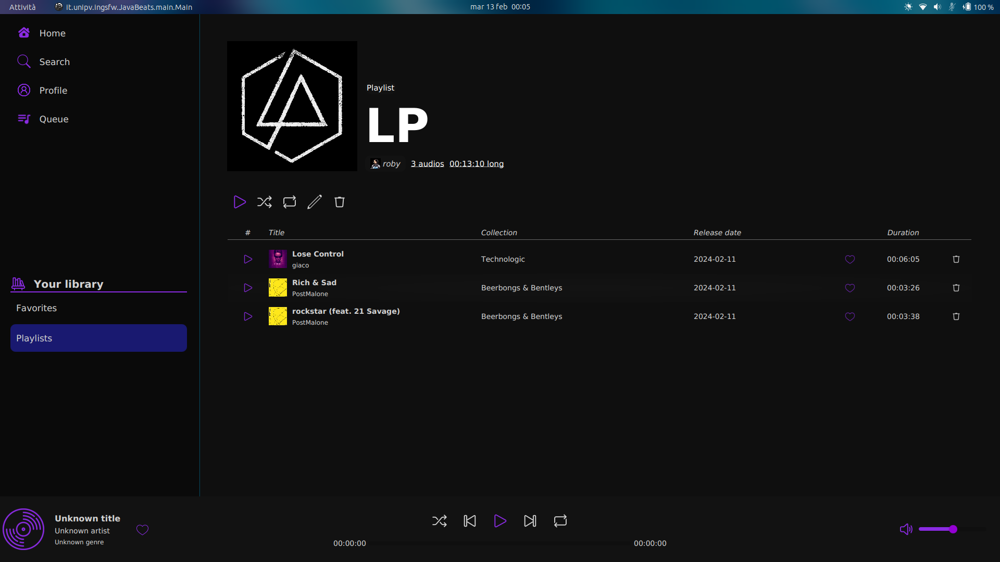 Attività it.unipv.ingsfw.JavaBeats.main.Main mar 13 feb 00:05 100 %
Home
Search
Profile
Queue
Your library
Favorites
Playlists
Playlist
LP
roby 3 audios 00:13:10 long
# Title Collection Release date Duration
Lose Control
giaco
Technologic 2024-02-11 00:06:05
Rich & Sad
PostMalone
Beerbongs & Bentleys 2024-02-11 00:03:26
rockstar (feat. 21 Savage)
PostMalone
Beerbongs & Bentleys 2024-02-11 00:03:38
Unknown title
Unknown artist
Unknown genre
00:00:00 00:00:00